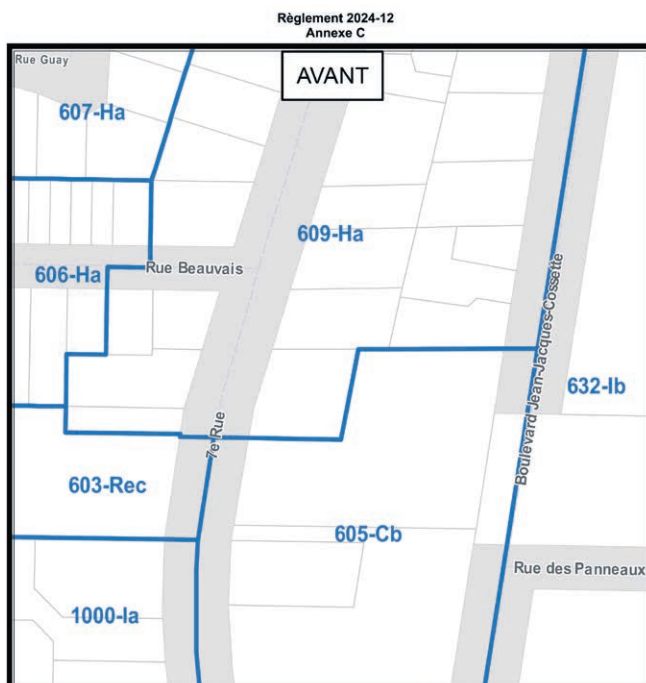 Règlement 2024-12
Annexe C
AVANT
Rue Guay
607-Ha
609-Ha
606-Ha
Rue Beauvais
Boulevard Jean-Jacques-Cossette
632-Ib
7e Rue
603-Rec
605-Cb
Rue des Panneaux
1000-Ia